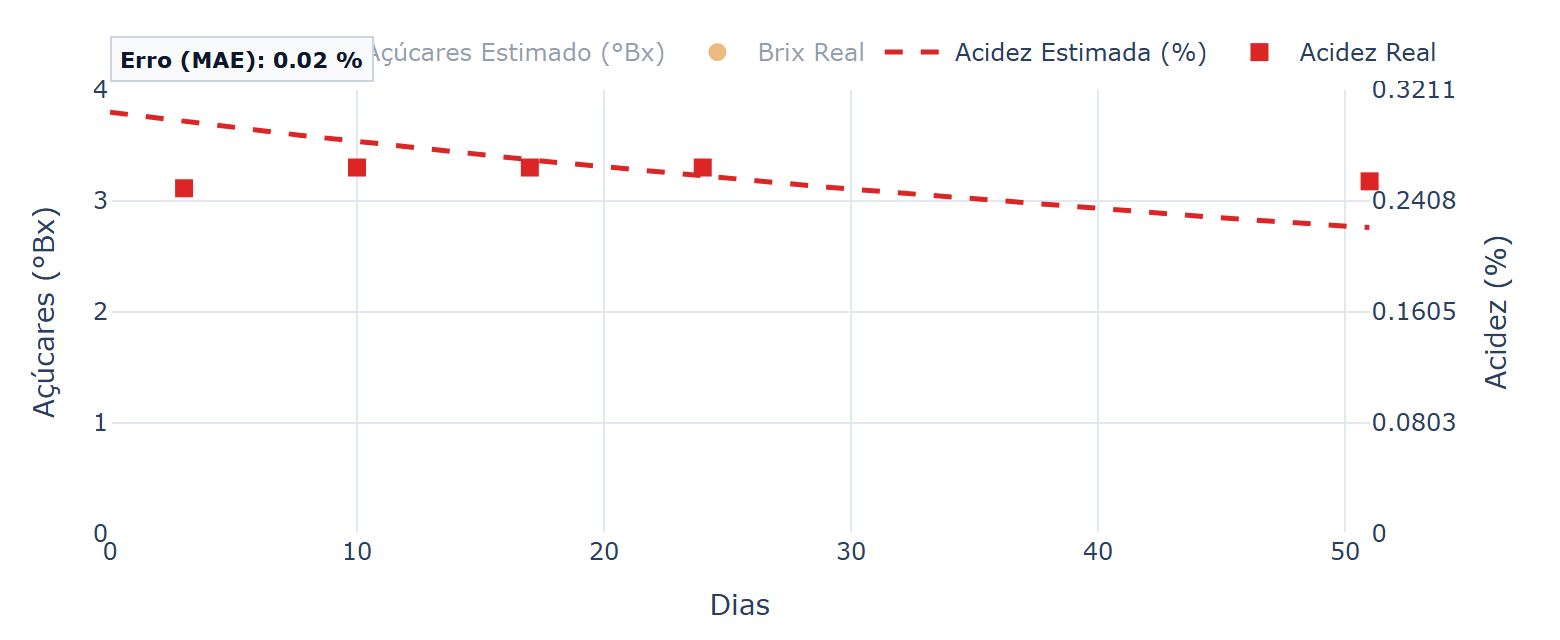 Erro (MAE): 0.02 %
Açúcares Estimado (°Bx) Brix Real Acidez Estimada (%) Acidez Real
4 0.3211
3 0.2408
2 0.1605
1 0.0803
0 0
0 10 20 30 40 50
Dias
Açúcares (°Bx)
Acidez (%)